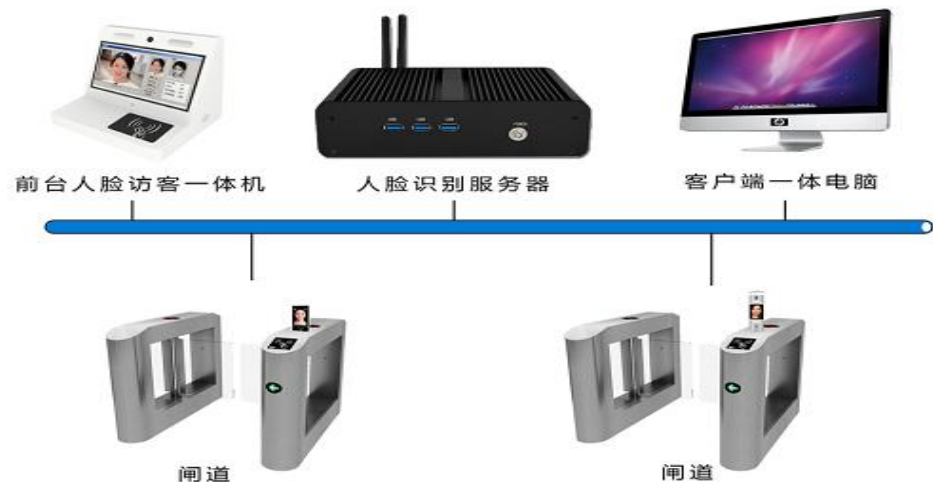 前台人脸访客一体机
人脸识别服务器
客户端一体电脑
闸道
闸道